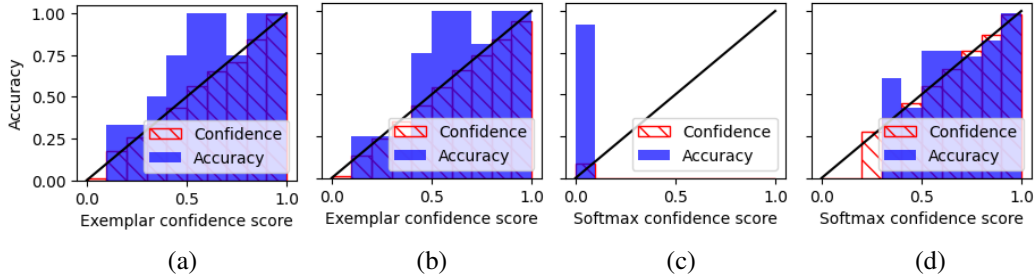 1.00
0.75
0.50
0.25
0.00
Accuracy
Confidence
Accuracy
0.0 0.5 1.0
Exemplar confidence score
(a)
Confidence
Accuracy
0.0 0.5 1.0
Exemplar confidence score
(b)
Confidence
Accuracy
0.0 0.5 1.0
Softmax confidence score
(c)
Confidence
Accuracy
0.0 0.5 1.0
Softmax confidence score
(d)